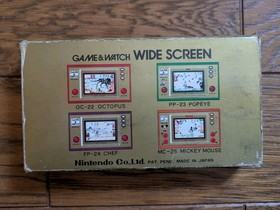 GAME&WATCH WIDE SCREEN
OC-22 OCTOPUS
PP-23 POPEYE
FP-24 CHEF
MC-25 MICKEY MOUSE
Nintendo Co.,Ltd. PAT. PEND. MADE IN JAPAN